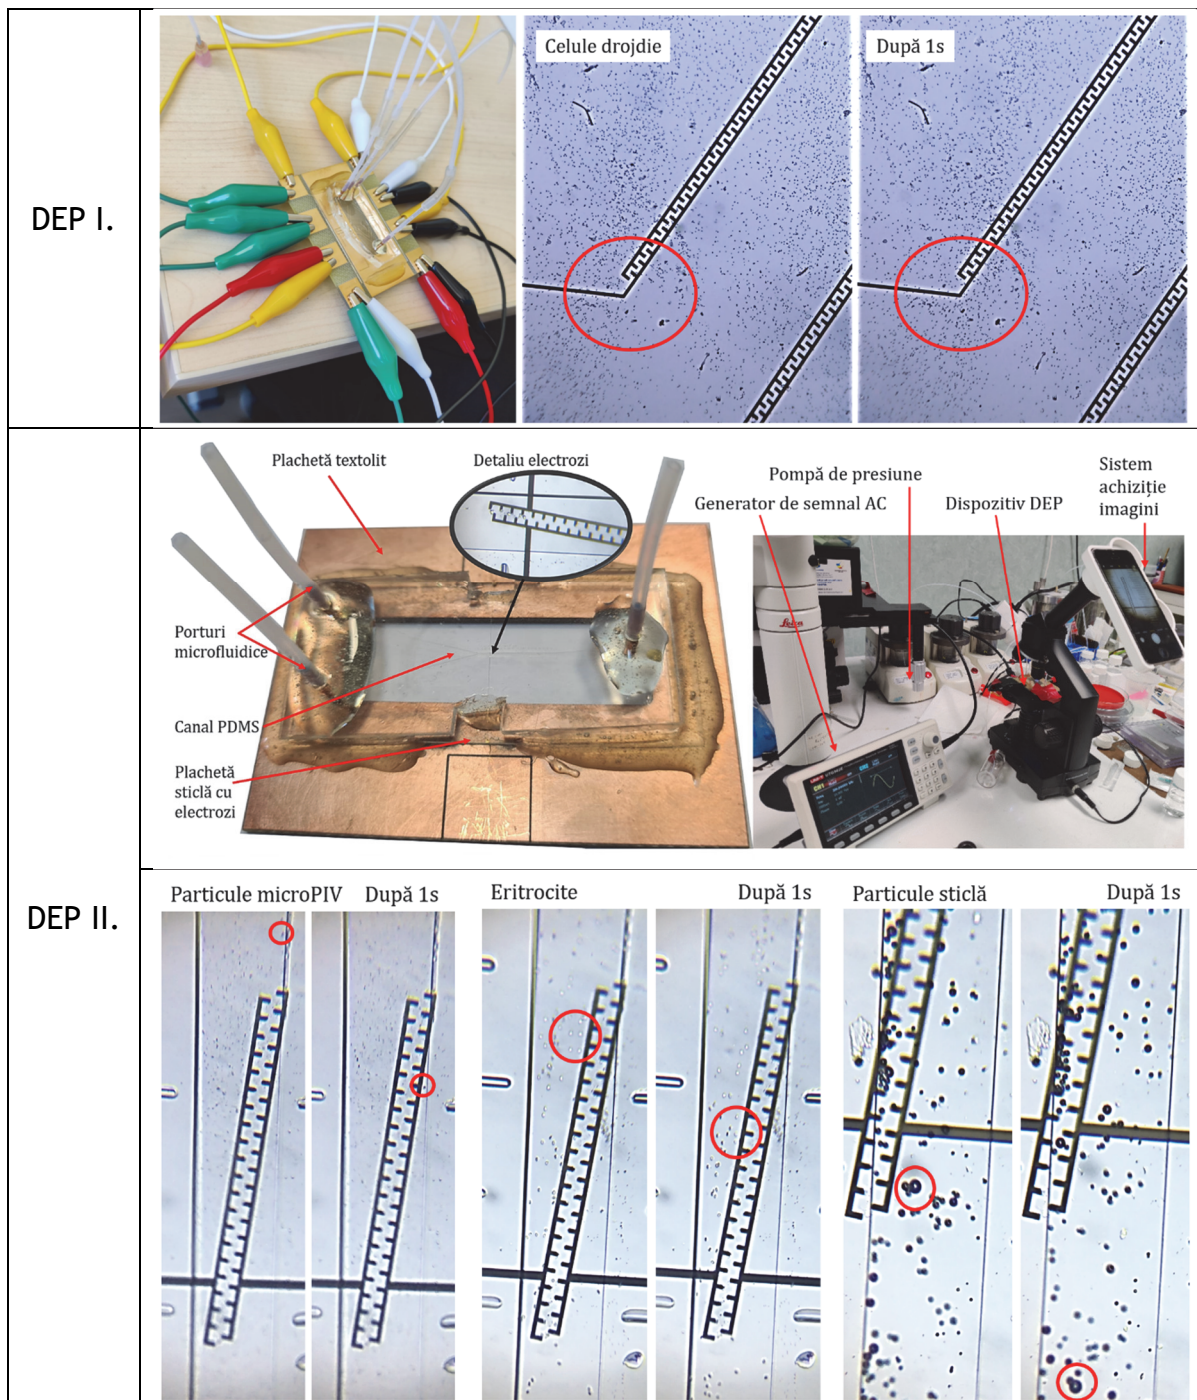 DEP I.
Celule drojdie
După 1s
DEP II.
Plachetă textolit
Detaliu electrozi
Porturi
microfluidice
Canal PDMS
Plachetă
sticlă cu
electrozi
Pompă de presiune
Generator de semnal AC
Dispozitiv DEP
Sistem
achiziție
imagini
Leica
CH1
Particule microPIV
După 1s
Eritrocite
După 1s
Particule sticlă
După 1s